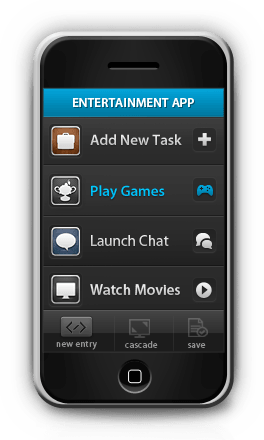 ENTERTAINMENT APP
Add New Task
Play Games
Launch Chat
Watch Movies
new entry cascade save